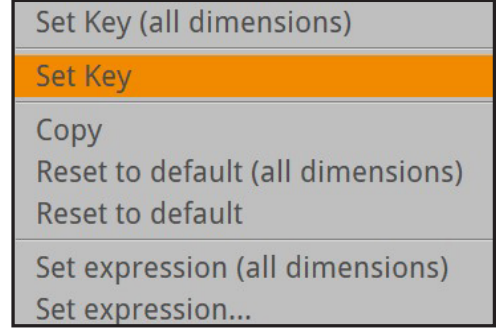 Set Key (all dimensions)
Set Key
Copy
Reset to default (all dimensions)
Reset to default
Set expression (all dimensions)
Set expression...